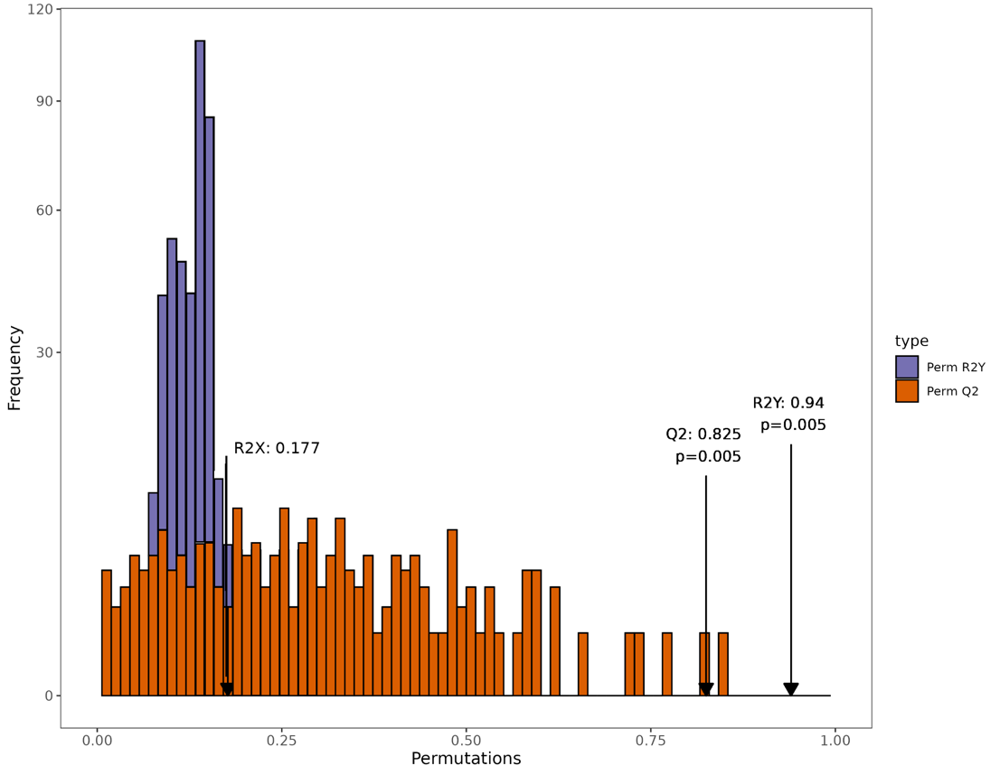 120
90
60
30
0
Frequency
R2X: 0.177
Q2: 0.825
p=0.005
R2Y: 0.94
p=0.005
0.00
0.25
0.50
0.75
1.00
Permutations
type
Perm R2Y
Perm Q2